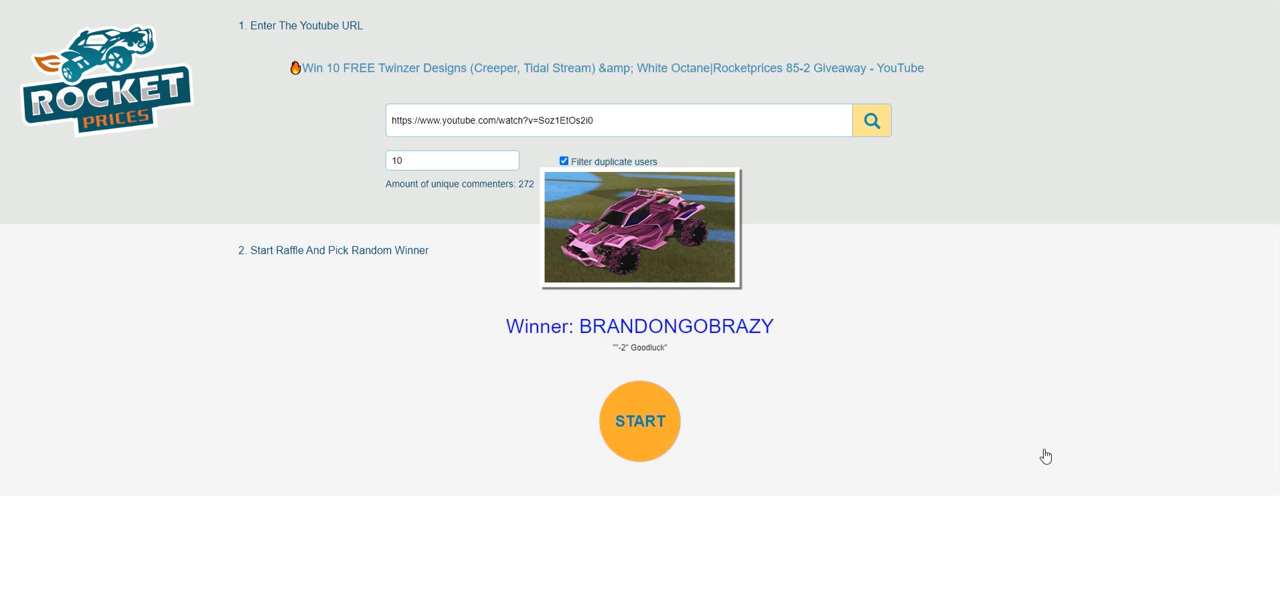 ROCKET
PRICES
1. Enter The Youtube URL
🔥Win 10 FREE Twinzer Designs (Creeper, Tidal Stream) &amp; White Octane|Rocketprices 85-2 Giveaway - YouTube
https://www.youtube.com/watch?v=Soz1EtOs2i0
10
Filter duplicate users
Amount of unique commenters: 272
2. Start Raffle And Pick Random Winner
Winner: BRANDONGOBRAZY
""-2" Goodluck"
START